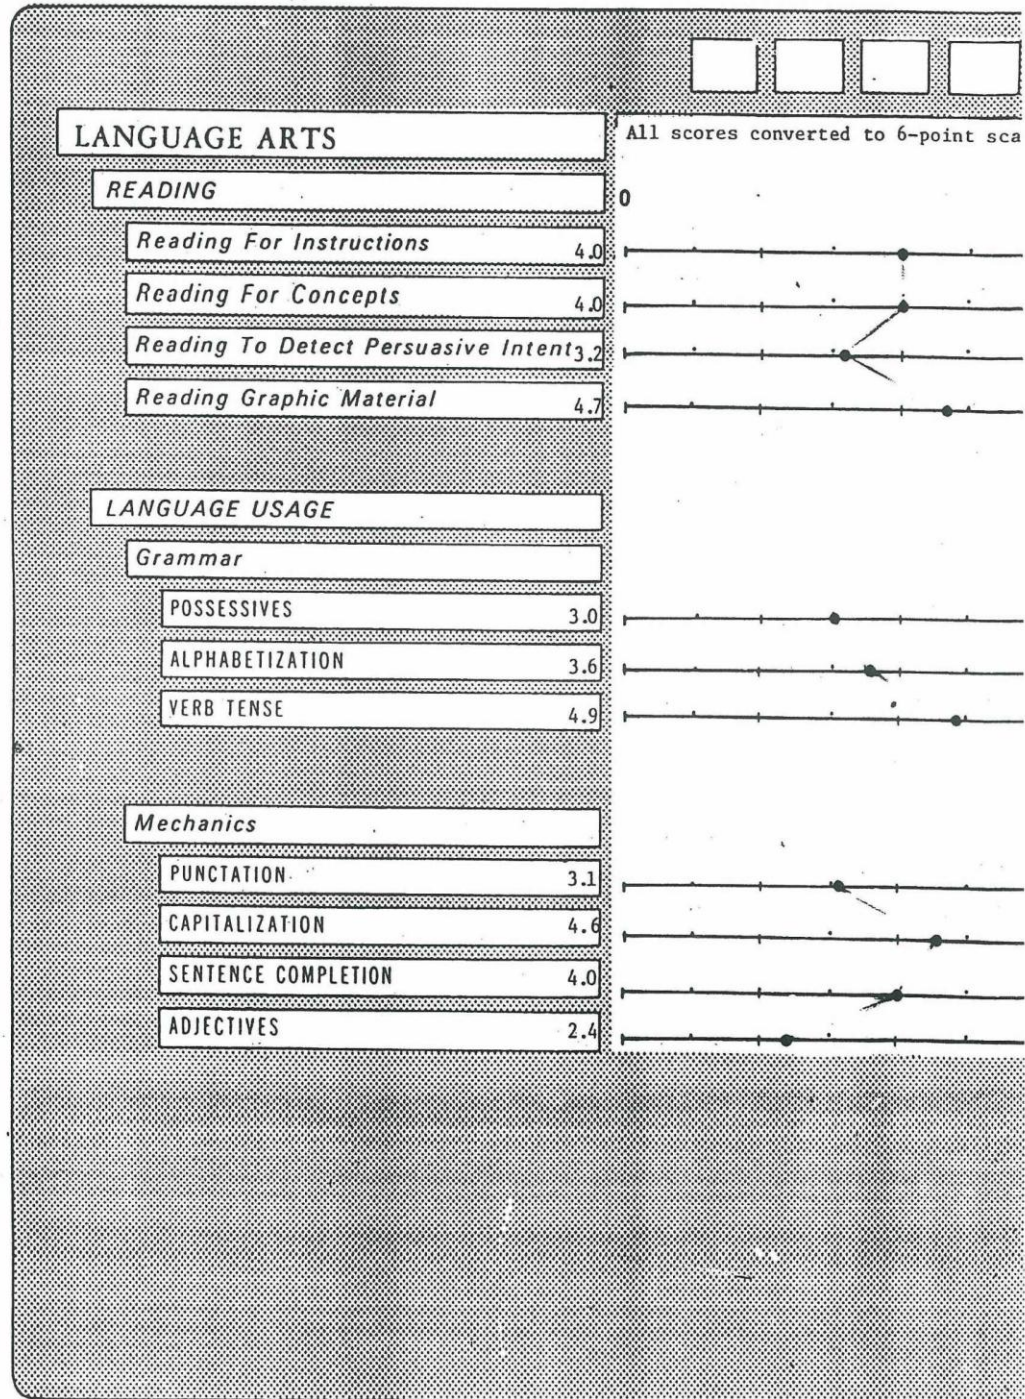 LANGUAGE ARTS
All scores converted to 6-point sca
READING
0
Reading For Instructions 4.0
Reading For Concepts 4.0
Reading To Detect Persuasive Intent 3.2
Reading Graphic Material 4.7
LANGUAGE USAGE
Grammar
POSSESSIVES 3.0
ALPHABETIZATION 3.6
VERB TENSE 4.9
Mechanics
PUNCTATION 3.1
CAPITALIZATION 4.6
SENTENCE COMPLETION 4.0
ADJECTIVES 2.4